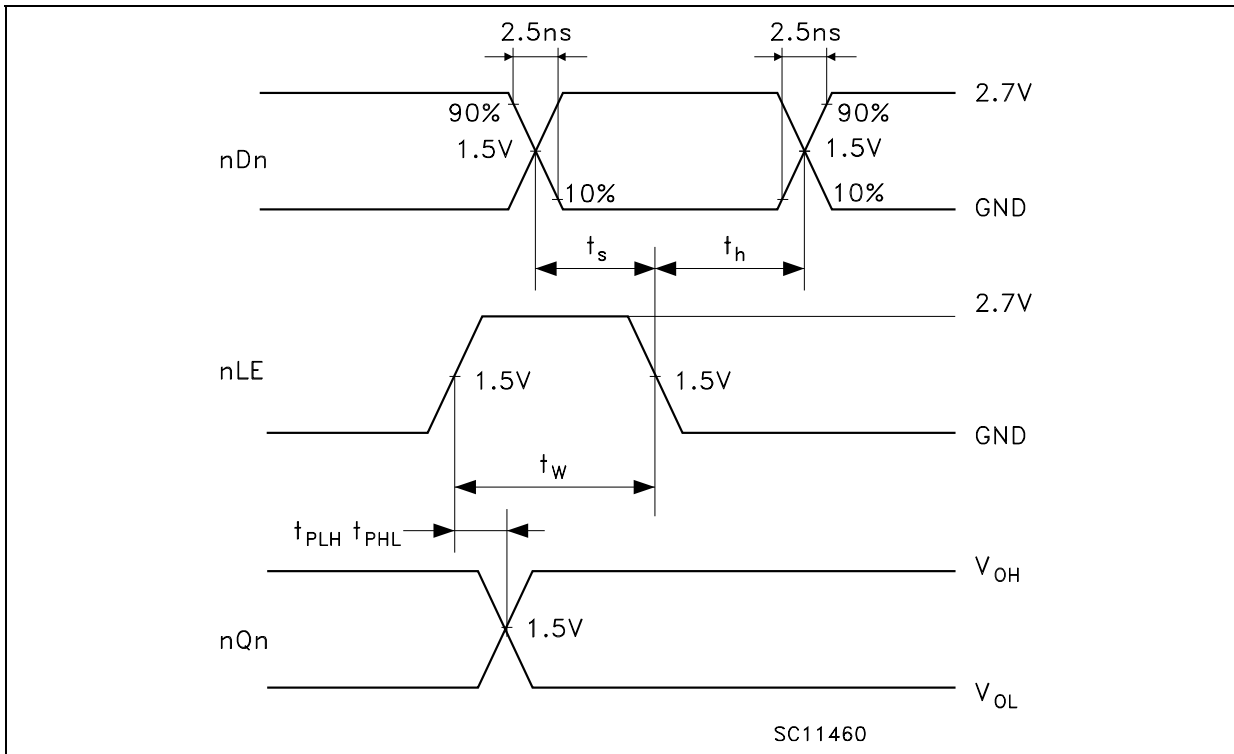 2.5ns 2.5ns
2.7V
90% 90%
nDn 1.5V 1.5V
10% 10%
GND
ts th
2.7V
nLE 1.5V 1.5V
GND
tW
tPLH tPHL
VOH
nQn 1.5V
VOL
SC11460